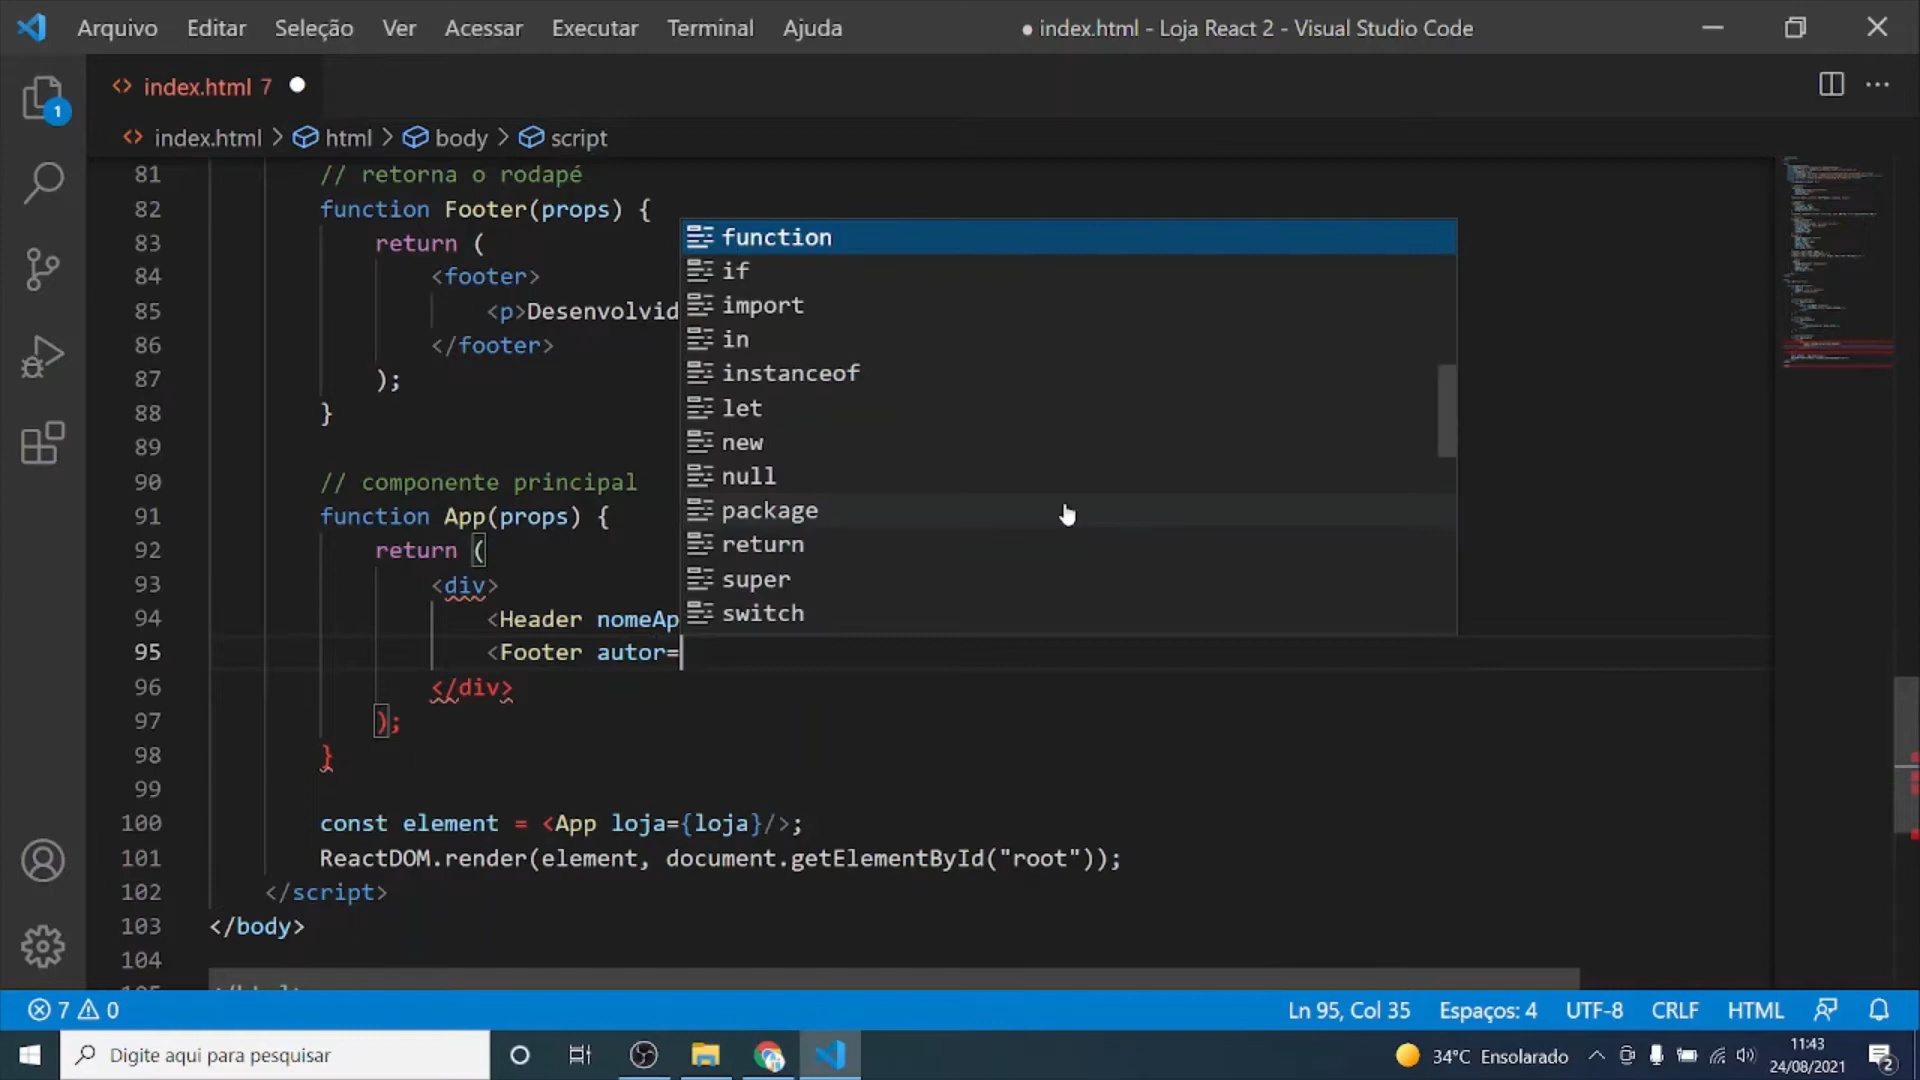 Arquivo Editar Seleção Ver Acessar Executar Terminal Ajuda ● index.html - Loja React 2 - Visual Studio Code
1
<> index.html 7 ●
<> index.html > html > body > script
81 // retorna o rodapé
82 function Footer(props) {
83 return (
84 <footer>
85 <p>Desenvolvid
86 </footer>
87 );
88 }
89
90 // componente principal
91 function App(props) {
92 return (
93 <div>
94 <Header nomeAp
95 <Footer autor=
96 </div>
97 );
98 }
99
100 const element = <App loja={loja}/>;
101 ReactDOM.render(element, document.getElementById("root"));
102 </script>
103 </body>
104
function
if
import
in
instanceof
let
new
null
package
return
super
switch
7 0 Ln 95, Col 35 Espaços: 4 UTF-8 CRLF HTML
Digite aqui para pesquisar 34°C Ensolarado 11:43
24/08/2021 2